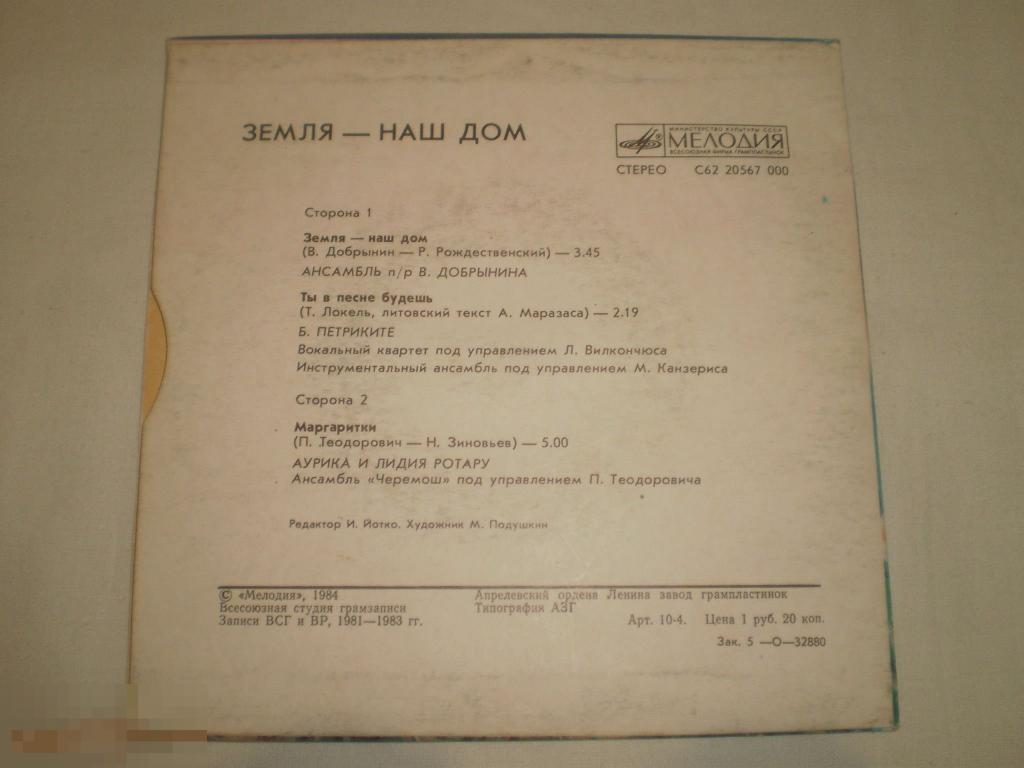 ЗЕМЛЯ — НАШ ДОМ
МИНИСТЕРСТВО КУЛЬТУРЫ СССР
МЕЛОДИЯ
ВСЕСОЮЗНАЯ ФИРМА ГРАМПЛАСТИНОК
СТЕРЕО С62 20567 000
Сторона 1
Земля — наш дом
(В. Добрынин — Р. Рождественский) — 3.45
АНСАМБЛЬ п/р В. ДОБРЫНИНА
Ты в песне будешь
(Т. Локель, литовский текст А. Маразаса) — 2.19
Б. ПЕТРИКИТЕ
Вокальный квартет под управлением Л. Вилкончюса
Инструментальный ансамбль под управлением М. Канзериса
Сторона 2
Маргаритки
(П. Теодорович — Н. Зиновьев) — 5.00
АУРИКА И ЛИДИЯ РОТАРУ
Ансамбль «Черемош» под управлением П. Теодоровича
Редактор И. Йотко. Художник М. Подушкин
© «Мелодия», 1984
Всесоюзная студия грамзаписи
Записи ВСГ и ВР, 1981—1983 гг.
Апрелевский ордена Ленина завод грампластинок
Типография АЗГ
Арт. 10-4. Цена 1 руб. 20 коп.
Зак. 5 —О—32880